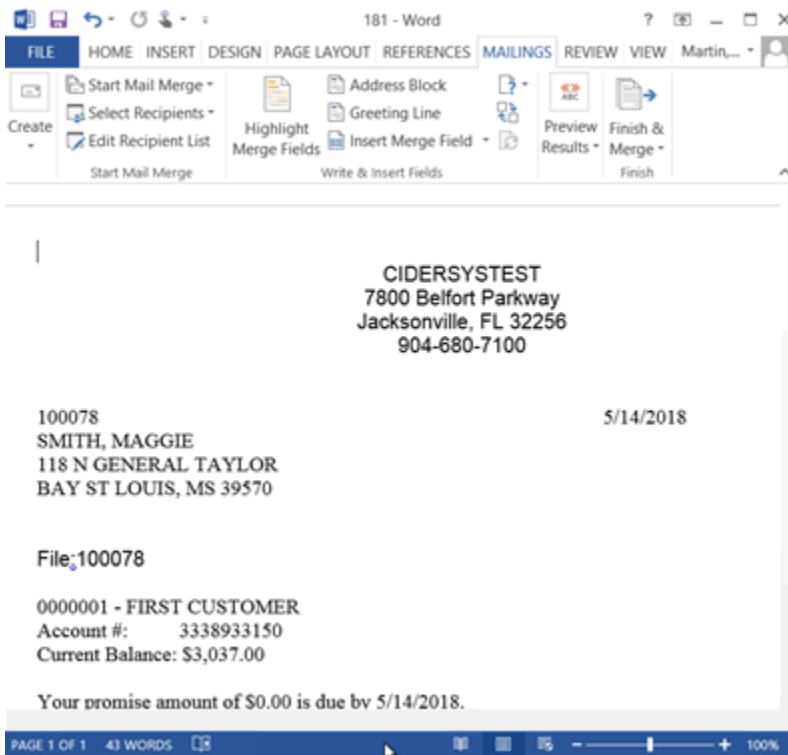 181 - Word
FILE HOME INSERT DESIGN PAGE LAYOUT REFERENCES MAILINGS REVIEW VIEW Martin,...
Create
Start Mail Merge
Select Recipients
Edit Recipient List
Start Mail Merge
Highlight
Merge Fields
Address Block
Greeting Line
Insert Merge Field
Write & Insert Fields
ABC
Preview
Results
Finish &
Merge
Finish
CIDERSYSTEST
7800 Belfort Parkway
Jacksonville, FL 32256
904-680-7100
100078 5/14/2018
SMITH, MAGGIE
118 N GENERAL TAYLOR
BAY ST LOUIS, MS 39570
File:100078
0000001 - FIRST CUSTOMER
Account #: 3338933150
Current Balance: $3,037.00
Your promise amount of $0.00 is due by 5/14/2018.
PAGE 1 OF 1 43 WORDS 100%